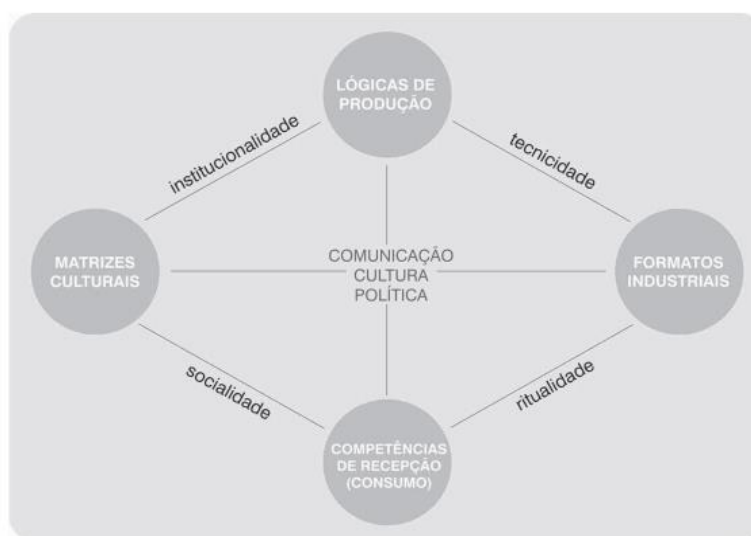 LÓGICAS DE
PRODUÇÃO
institucionalidade
tecnicidade
MATRIZES
CULTURAIS
COMUNICAÇÃO
CULTURA
POLÍTICA
FORMATOS
INDUSTRIAIS
socialidade
ritualidade
COMPETÊNCIAS
DE RECEPÇÃO
(CONSUMO)